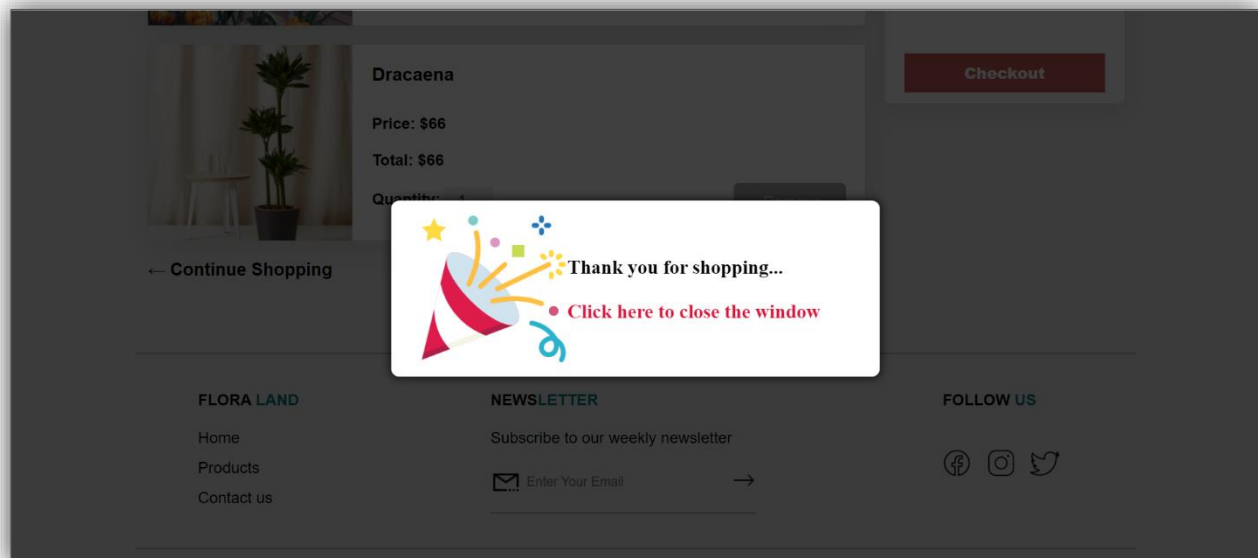 Dracaena
Checkout
Price: $66
Total: $66
Quantity:
← Continue Shopping
Thank you for shopping...
Click here to close the window
FLORA LAND
Home
Products
Contact us
NEWSLETTER
Subscribe to our weekly newsletter
Enter Your Email
→
FOLLOW US